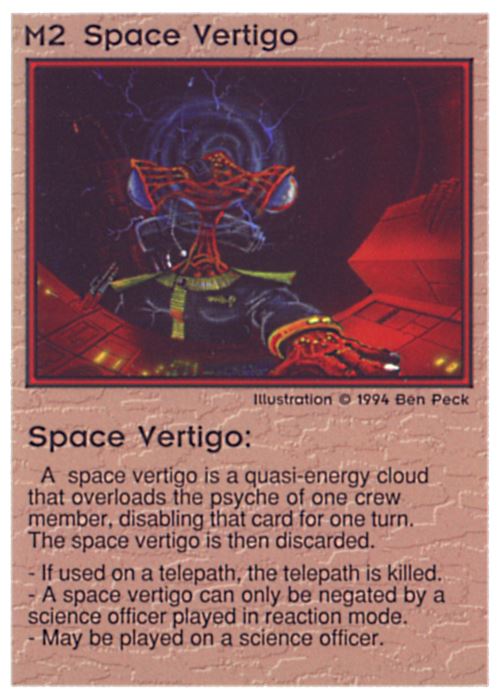 M2 Space Vertigo
Illustration © 1994 Ben Peck
Space Vertigo:
A space vertigo is a quasi-energy cloud
that overloads the psyche of one crew
member, disabling that card for one turn.
The space vertigo is then discarded.
- If used on a telepath, the telepath is killed.
- A space vertigo can only be negated by a
science officer played in reaction mode.
- May be played on a science officer.